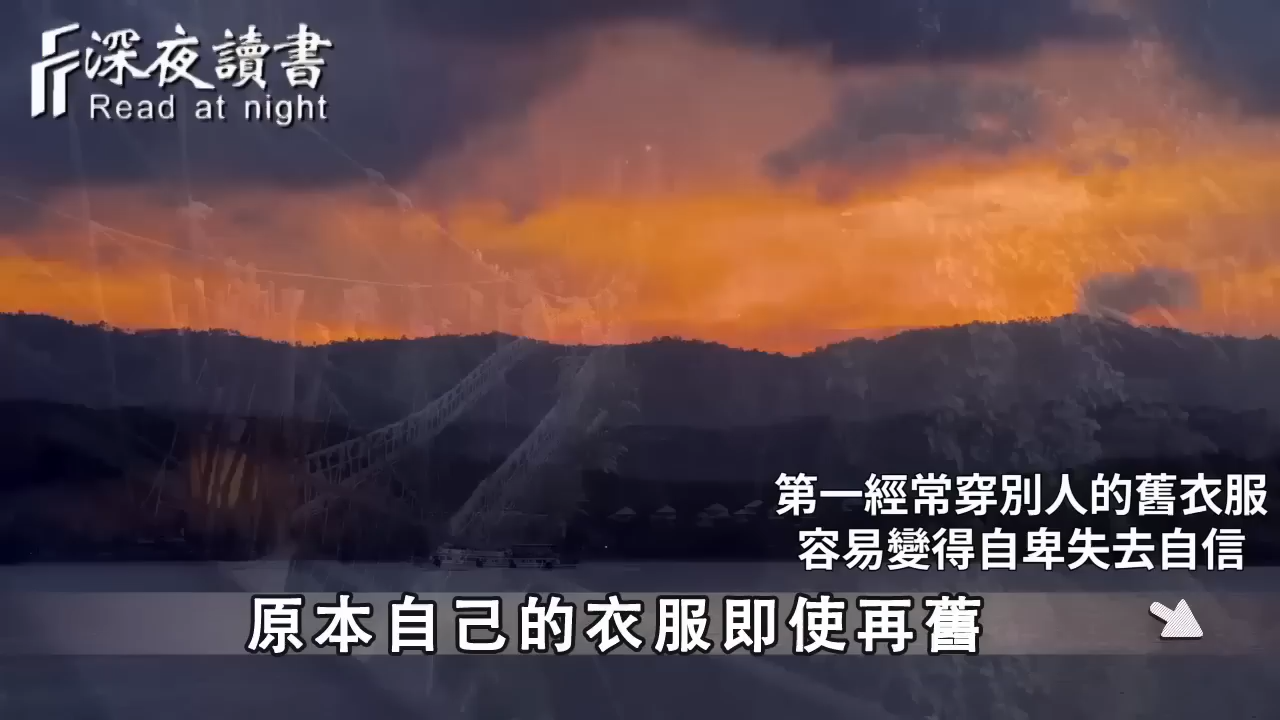 深夜讀書
Read at night
第一經常穿別人的舊衣服
容易變得自卑失去自信
原本自己的衣服即使再舊